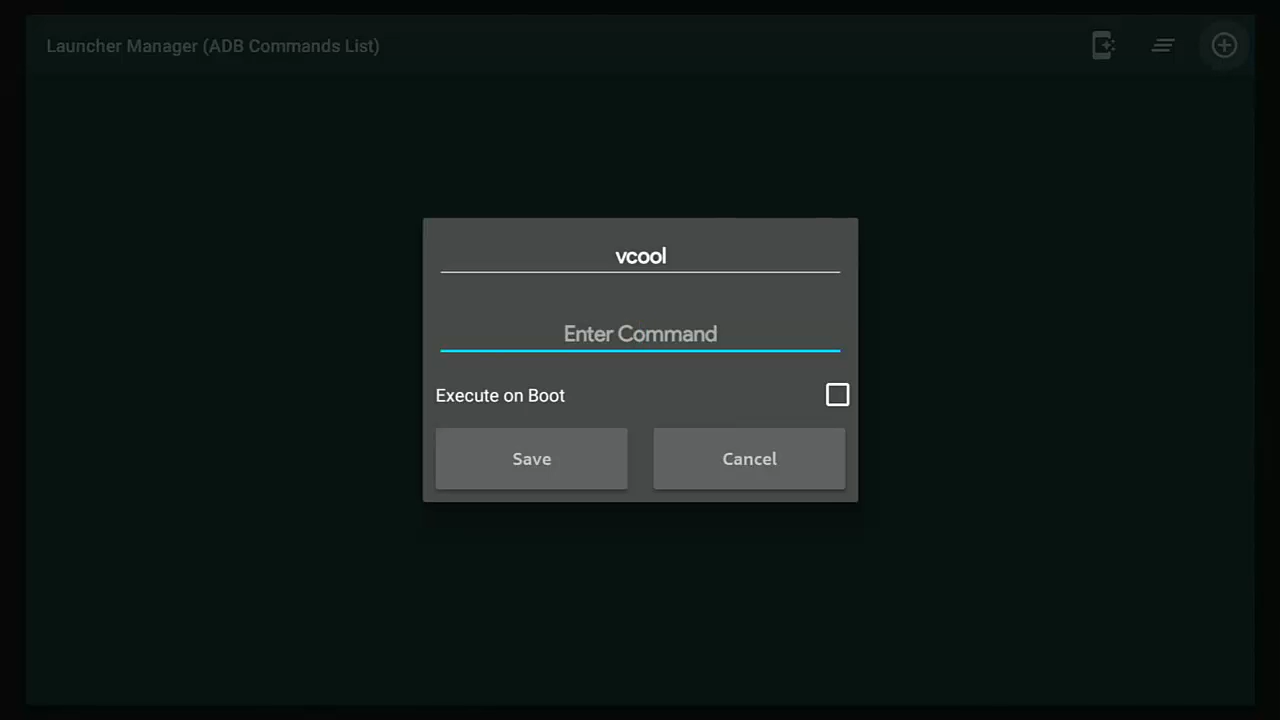 Launcher Manager (ADB Commands List)
vcool
Enter Command
Execute on Boot
Save
Cancel